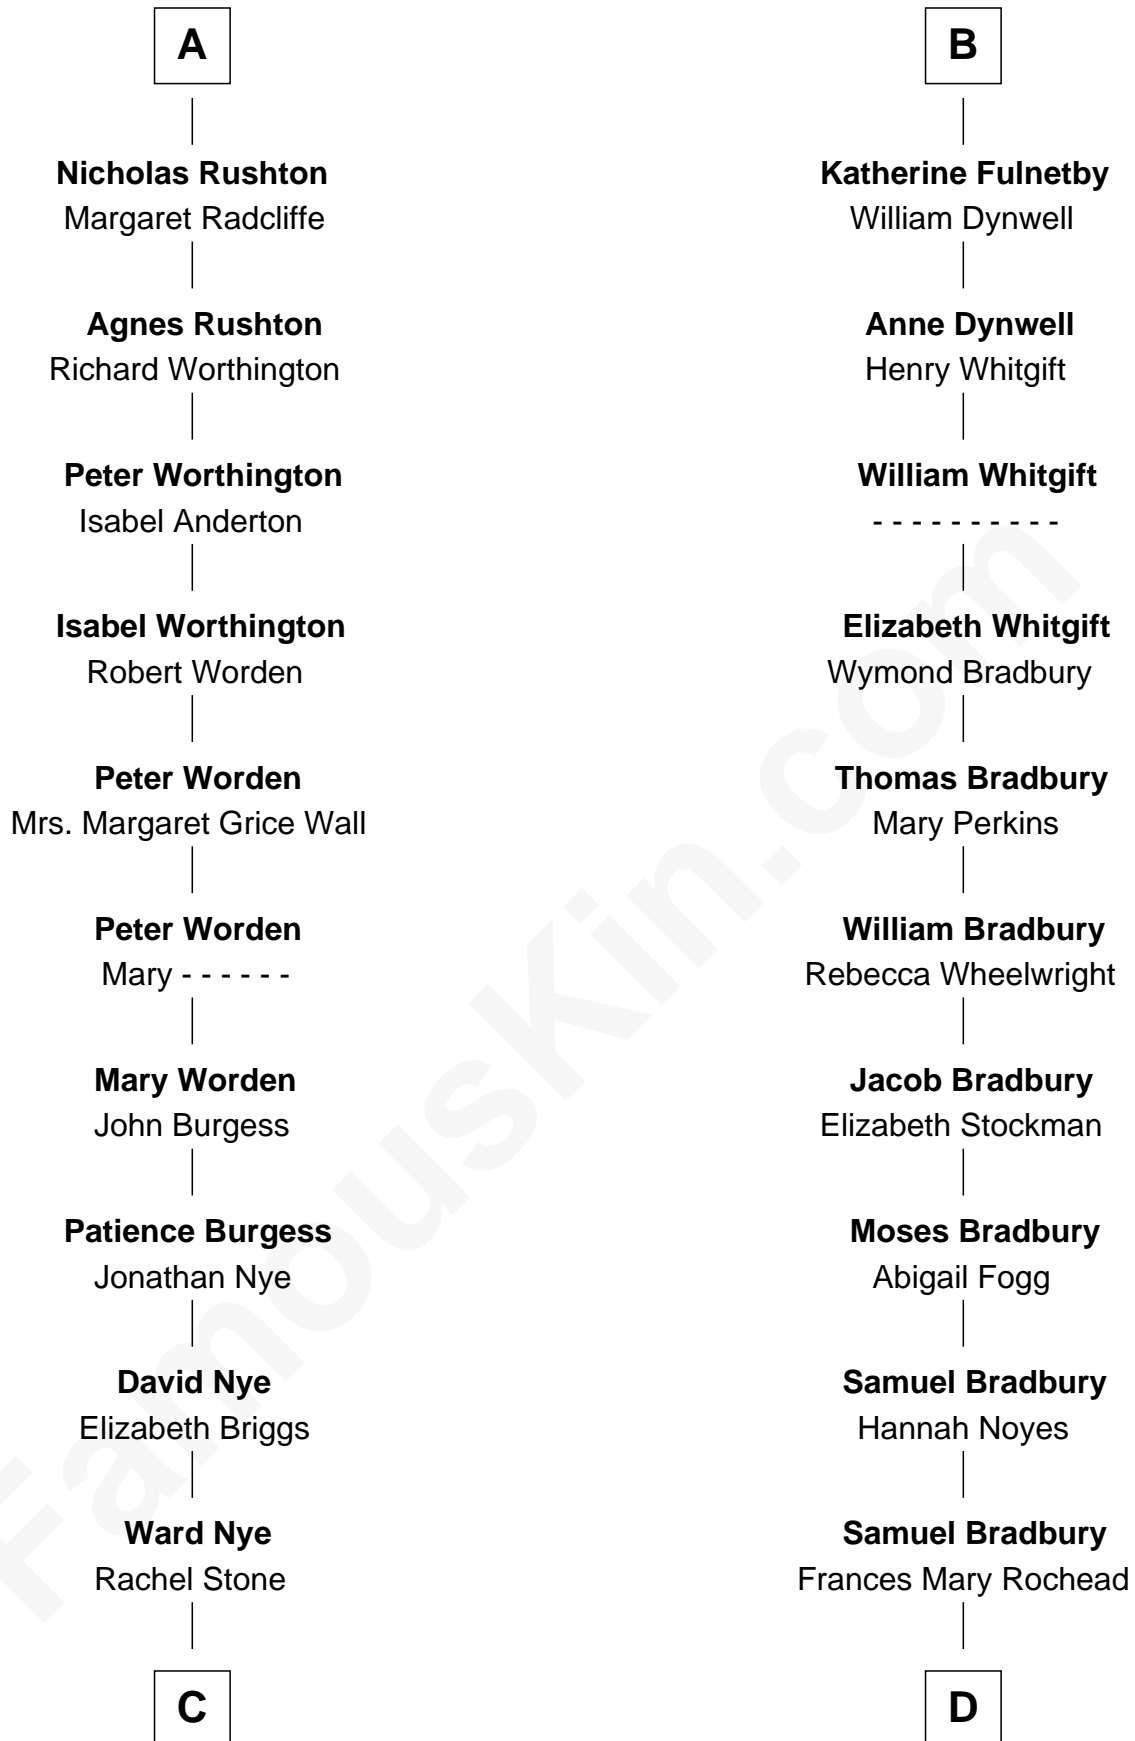 A
Nicholas Rushton
Margaret Radcliffe
Agnes Rushton
Richard Worthington
Peter Worthington
Isabel Anderton
Isabel Worthington
Robert Worden
Peter Worden
Mrs. Margaret Grice Wall
Peter Worden
Mary - - - - - -
Mary Worden
John Burgess
Patience Burgess
Jonathan Nye
David Nye
Elizabeth Briggs
Ward Nye
Rachel Stone
C
B
Katherine Fulnetby
William Dynwell
Anne Dynwell
Henry Whitgift
William Whitgift
- - - - - - - - - -
Elizabeth Whitgift
Wymond Bradbury
Thomas Bradbury
Mary Perkins
William Bradbury
Rebecca Wheelwright
Jacob Bradbury
Elizabeth Stockman
Moses Bradbury
Abigail Fogg
Samuel Bradbury
Hannah Noyes
Samuel Bradbury
Frances Mary Rochead
D
FamousKin.com